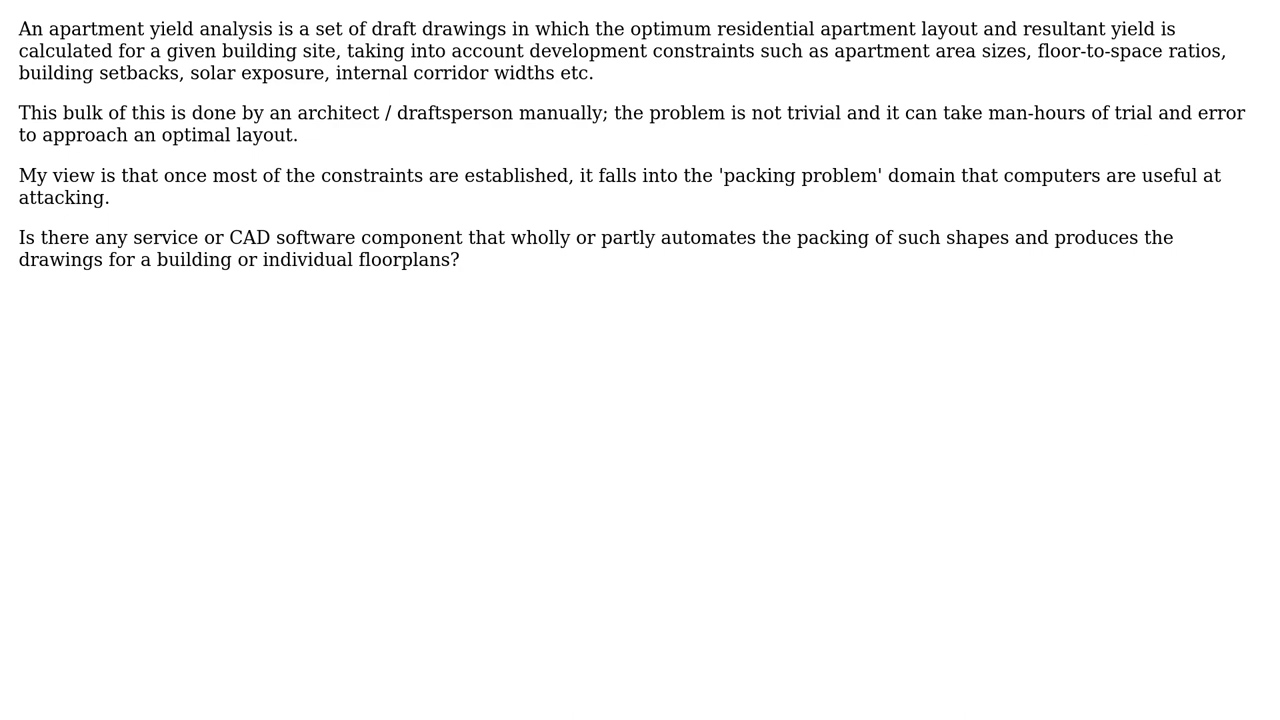 An apartment yield analysis is a set of draft drawings in which the optimum residential apartment layout and resultant yield is
calculated for a given building site, taking into account development constraints such as apartment area sizes, floor-to-space ratios,
building setbacks, solar exposure, internal corridor widths etc.
This bulk of this is done by an architect / draftsperson manually; the problem is not trivial and it can take man-hours of trial and error
to approach an optimal layout.
My view is that once most of the constraints are established, it falls into the 'packing problem' domain that computers are useful at
attacking.
Is there any service or CAD software component that wholly or partly automates the packing of such shapes and produces the
drawings for a building or individual floorplans?